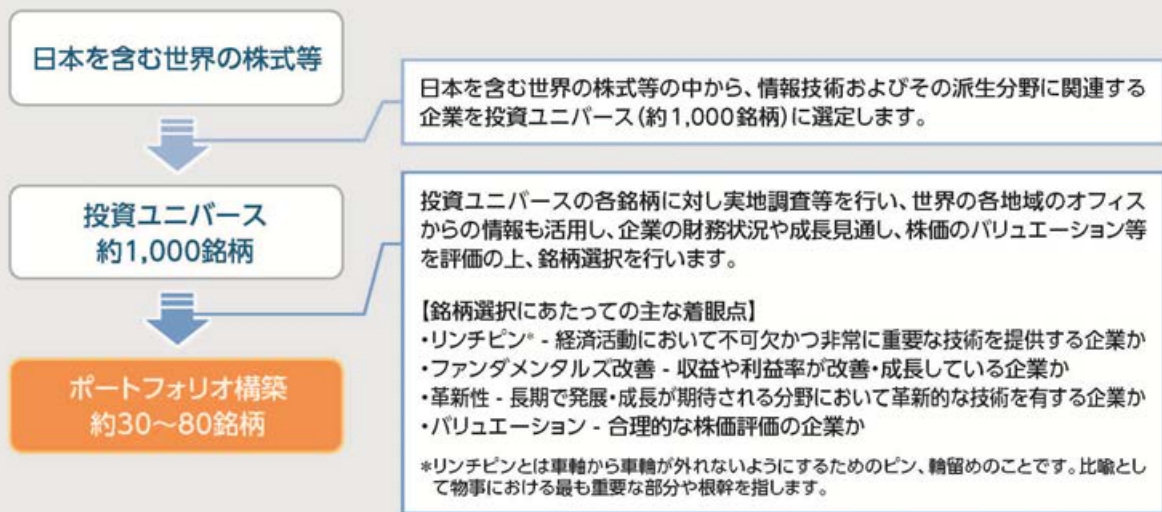 日本を含む世界の株式等
日本を含む世界の株式等の中から、情報技術およびその派生分野に関連する
企業を投資ユニバース(約1,000銘柄)に選定します。
投資ユニバース
約1,000銘柄
投資ユニバースの各銘柄に対し実地調査等を行い、世界の各地域のオフィス
からの情報も活用し、企業の財務状況や成長見通し、株価のバリュエーション等
を評価の上、銘柄選択を行います。
【銘柄選択にあたっての主な着眼点】
・リンチピン* - 経済活動において不可欠かつ非常に重要な技術を提供する企業か
・ファンダメンタルズ改善 - 収益や利益率が改善・成長している企業か
・革新性 - 長期で発展・成長が期待される分野において革新的な技術を有する企業か
・バリュエーション - 合理的な株価評価の企業か
*リンチピンとは車軸から車輪が外れないようにするためのピン、輪留めのことです。比喩とし
て物事における最も重要な部分や根幹を指します。
ポートフォリオ構築
約30~80銘柄